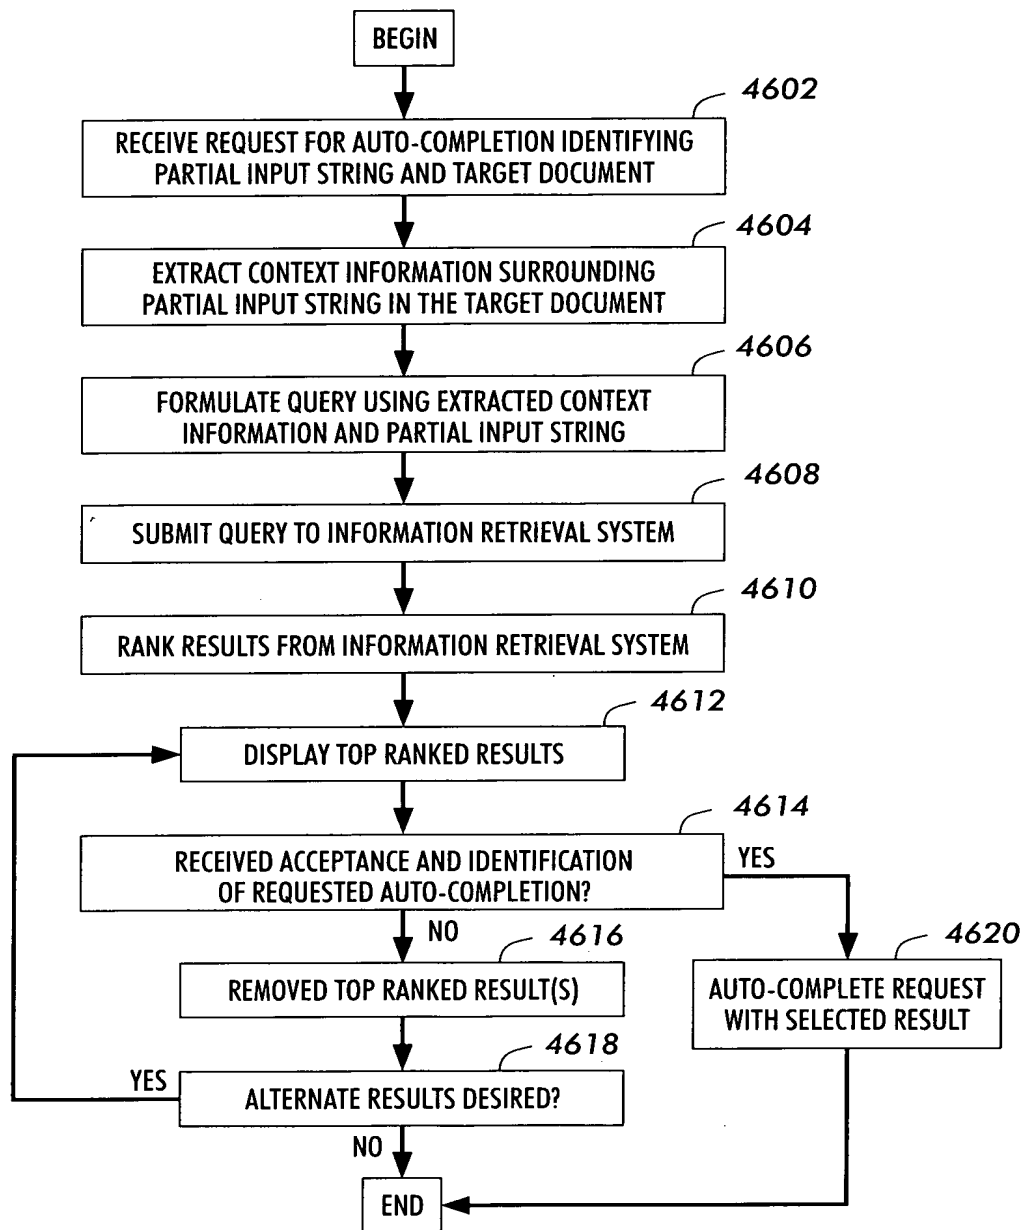 BEGIN
4602
RECEIVE REQUEST FOR AUTO-COMPLETION IDENTIFYING
PARTIAL INPUT STRING AND TARGET DOCUMENT
4604
EXTRACT CONTEXT INFORMATION SURROUNDING
PARTIAL INPUT STRING IN THE TARGET DOCUMENT
4606
FORMULATE QUERY USING EXTRACTED CONTEXT
INFORMATION AND PARTIAL INPUT STRING
4608
SUBMIT QUERY TO INFORMATION RETRIEVAL SYSTEM
4610
RANK RESULTS FROM INFORMATION RETRIEVAL SYSTEM
4612
DISPLAY TOP RANKED RESULTS
4614
RECEIVED ACCEPTANCE AND IDENTIFICATION
OF REQUESTED AUTO-COMPLETION?
YES
NO
4616
REMOVED TOP RANKED RESULT(S)
4620
AUTO-COMPLETE REQUEST
WITH SELECTED RESULT
4618
YES
ALTERNATE RESULTS DESIRED?
NO
END